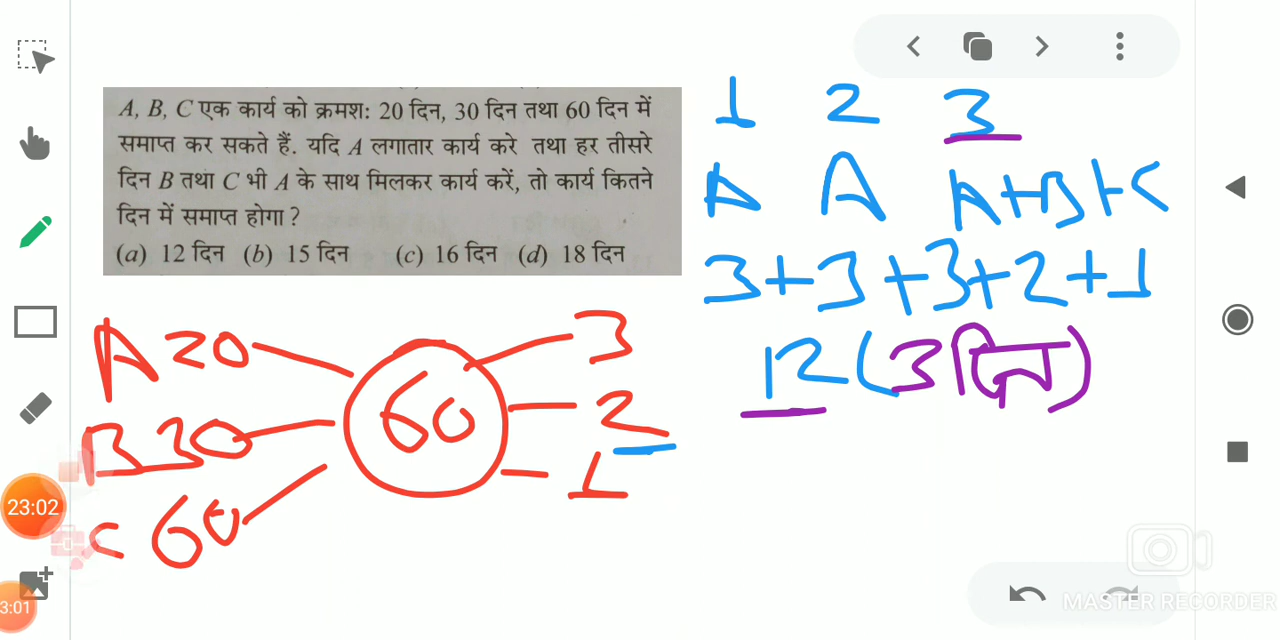 A, B, C एक कार्य को क्रमश: 20 दिन, 30 दिन तथा 60 दिन में
समाप्त कर सकते हैं. यदि A लगातार कार्य करे तथा हर तीसरे
दिन B तथा C भी A के साथ मिलकर कार्य करें, तो कार्य कितने
दिन में समाप्त होगा ?
(a) 12 दिन (b) 15 दिन (c) 16 दिन (d) 18 दिन
1 2 3
A A A+B+C
3+3+3+2+1
12 (3 दिन)
A 20 60 3
B 30 2
C 60 1
23:02
3:01
MASTER RECORDER